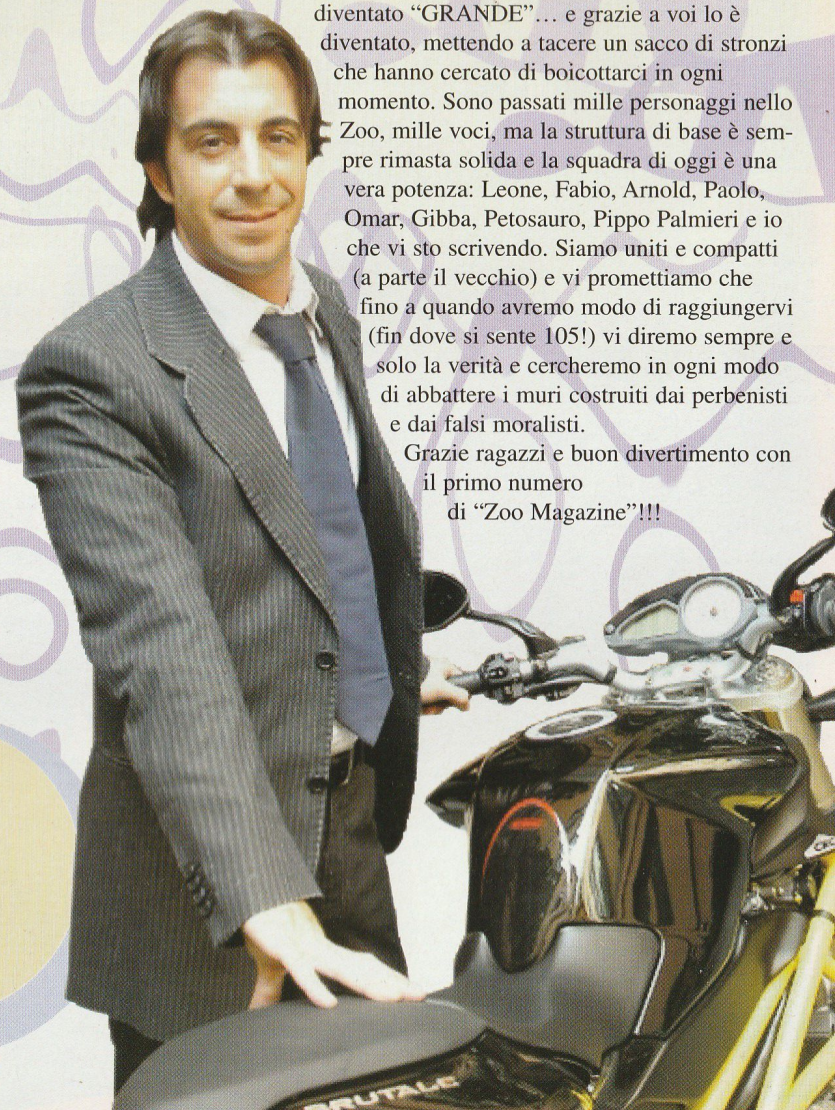 diventato “GRANDE”… e grazie a voi lo è
diventato, mettendo a tacere un sacco di stronzi
che hanno cercato di boicottarci in ogni
momento. Sono passati mille personaggi nello
Zoo, mille voci, ma la struttura di base è sem-
pre rimasta solida e la squadra di oggi è una
vera potenza: Leone, Fabio, Arnold, Paolo,
Omar, Gibba, Petosauro, Pippo Palmieri e io
che vi sto scrivendo. Siamo uniti e compatti
(a parte il vecchio) e vi promettiamo che
fino a quando avremo modo di raggiungervi
(fin dove si sente 105!) vi diremo sempre e
solo la verità e cercheremo in ogni modo
di abbattere i muri costruiti dai perbenisti
e dai falsi moralisti.
Grazie ragazzi e buon divertimento con
il primo numero
di “Zoo Magazine”!!!
BRUTALE